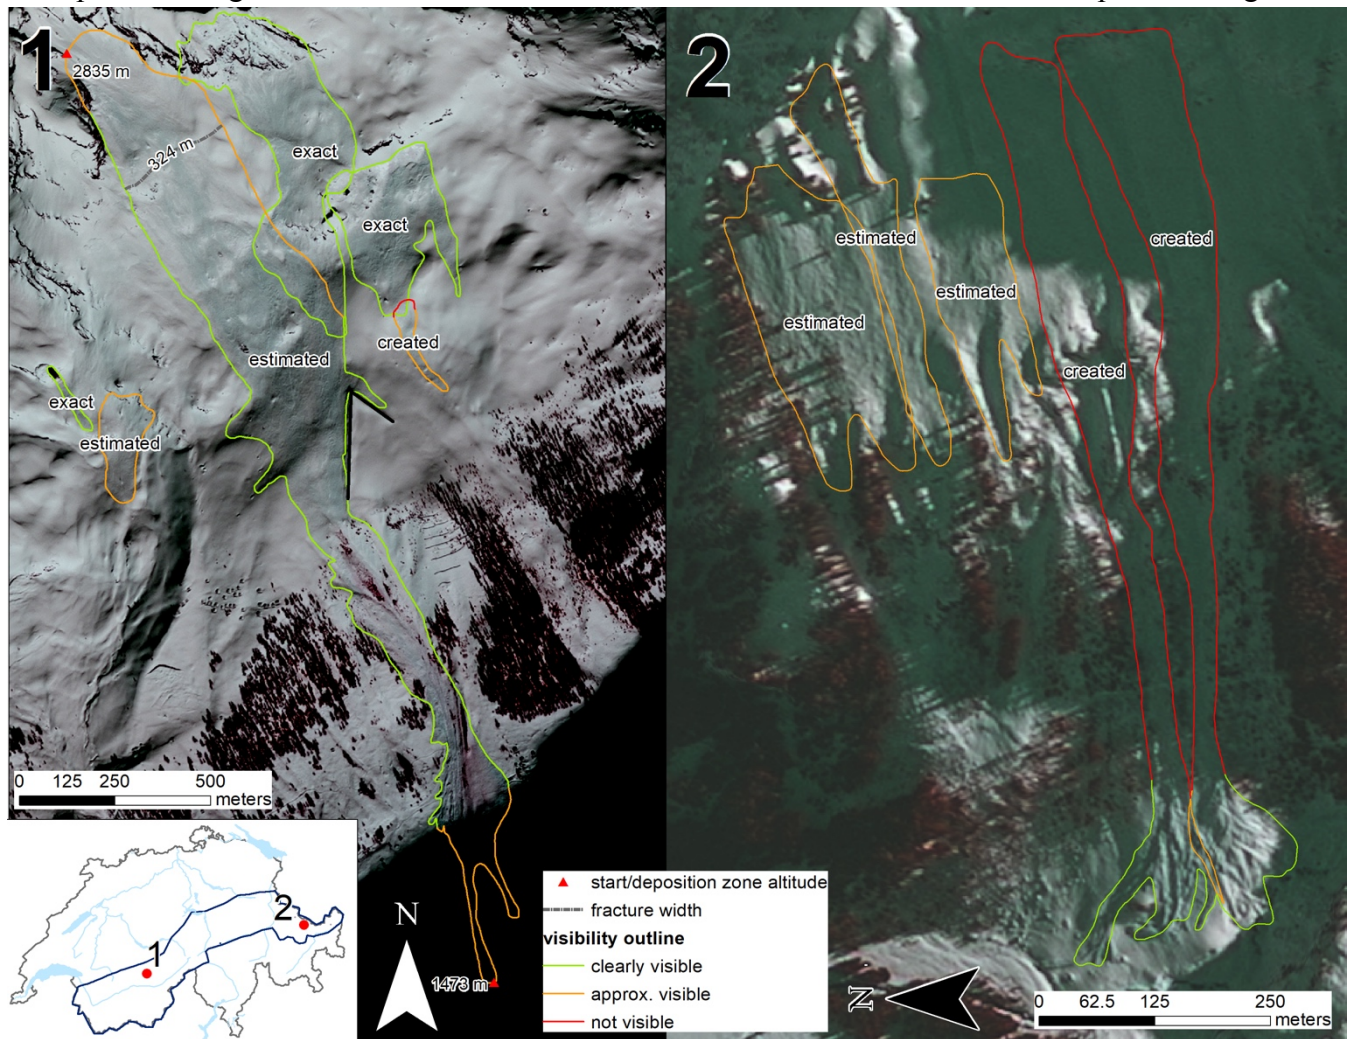 1
2835 m
324 m
exact
exact
created
estimated
exact
estimated
0 125 250 500
meters
1473 m
N
1
2
2
estimated
created
estimated
estimated
created
N
0 62.5 125 250
meters
start/deposition zone altitude
fracture width
visibility outline
clearly visible
approx. visible
not visible